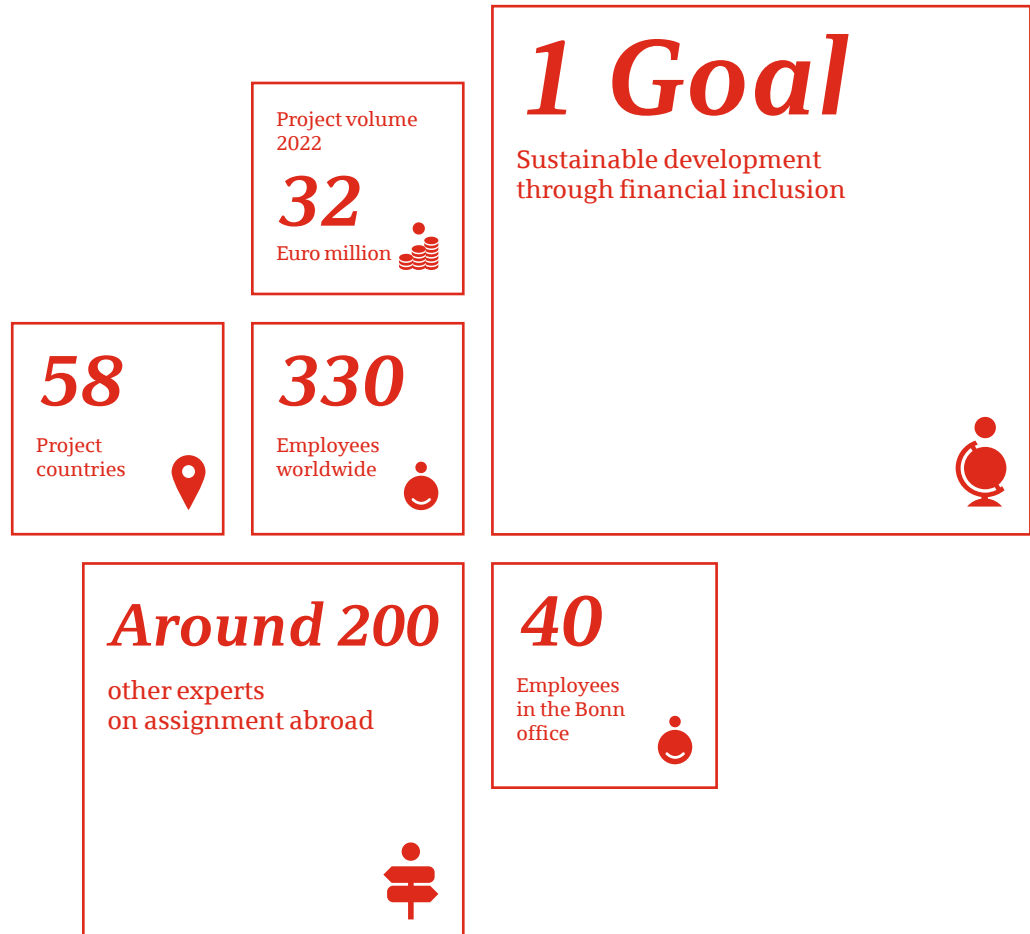 1 Goal
Sustainable development
through financial inclusion
Project volume
2022
32
Euro million
58
Project
countries
330
Employees
worldwide
Around 200
other experts
on assignment abroad
40
Employees
in the Bonn
office